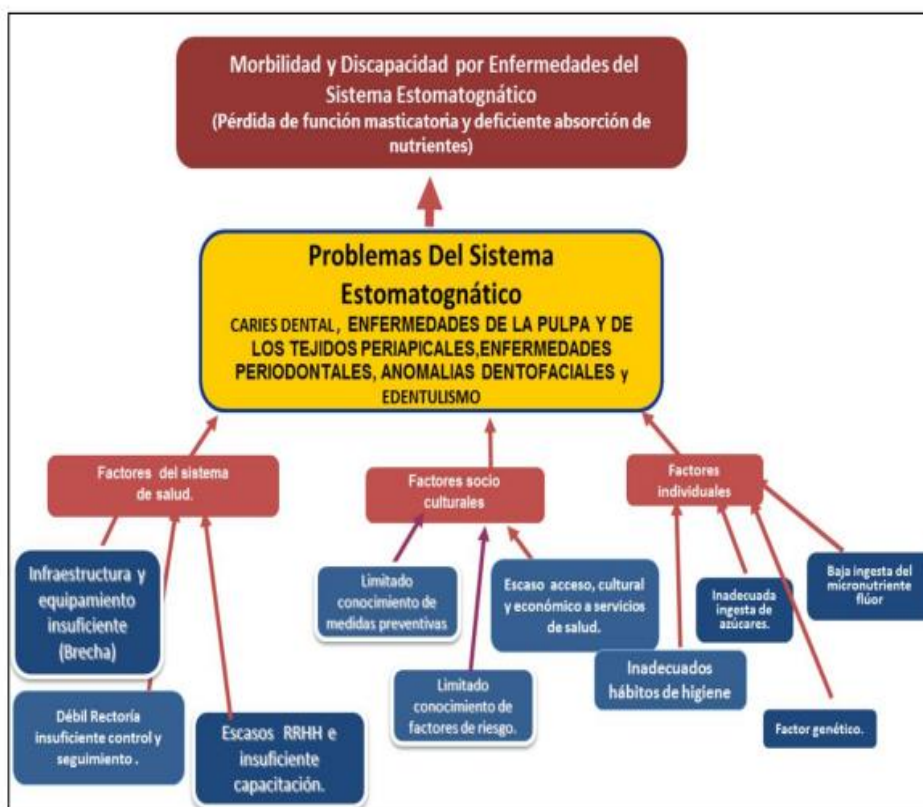 Morbilidad y Discapacidad por Enfermedades del
Sistema Estomatognático
(Pérdida de función masticatoria y deficiente absorción de
nutrientes)
Problemas Del Sistema
Estomatognático
CARIES DENTAL, ENFERMEDADES DE LA PULPA Y DE
LOS TEJIDOS PERIAPICALES,ENFERMEDADES
PERIODONTALES, ANOMALIAS DENTOFACIALES y
EDENTULISMO
Factores del sistema
de salud.
Factores socio
culturales
Factores
individuales
Infraestructura y
equipamiento
insuficiente
(Brecha)
Débil Rectoría
insuficiente control y
seguimiento .
Escasos RRHH e
insuficiente
capacitación.
Limitado
conocimiento de
medidas preventivas
Limitado
conocimiento de
factores de riesgo.
Escaso acceso, cultural
y económico a servicios
de salud.
Inadecuados
hábitos de higiene
Inadecuada
ingesta de
azúcares.
Factor genético.
Baja ingesta del
micronutriente
flúor